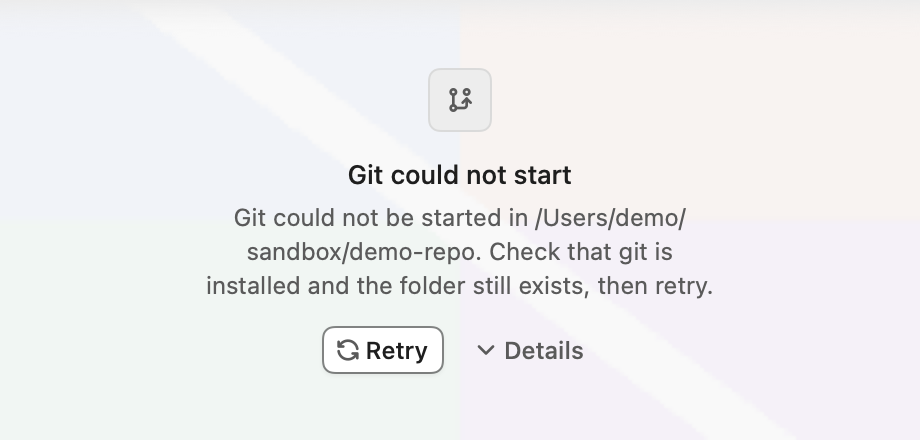 Git could not start
Git could not be started in /Users/demo/
sandbox/demo-repo. Check that git is
installed and the folder still exists, then retry.
Retry
Details